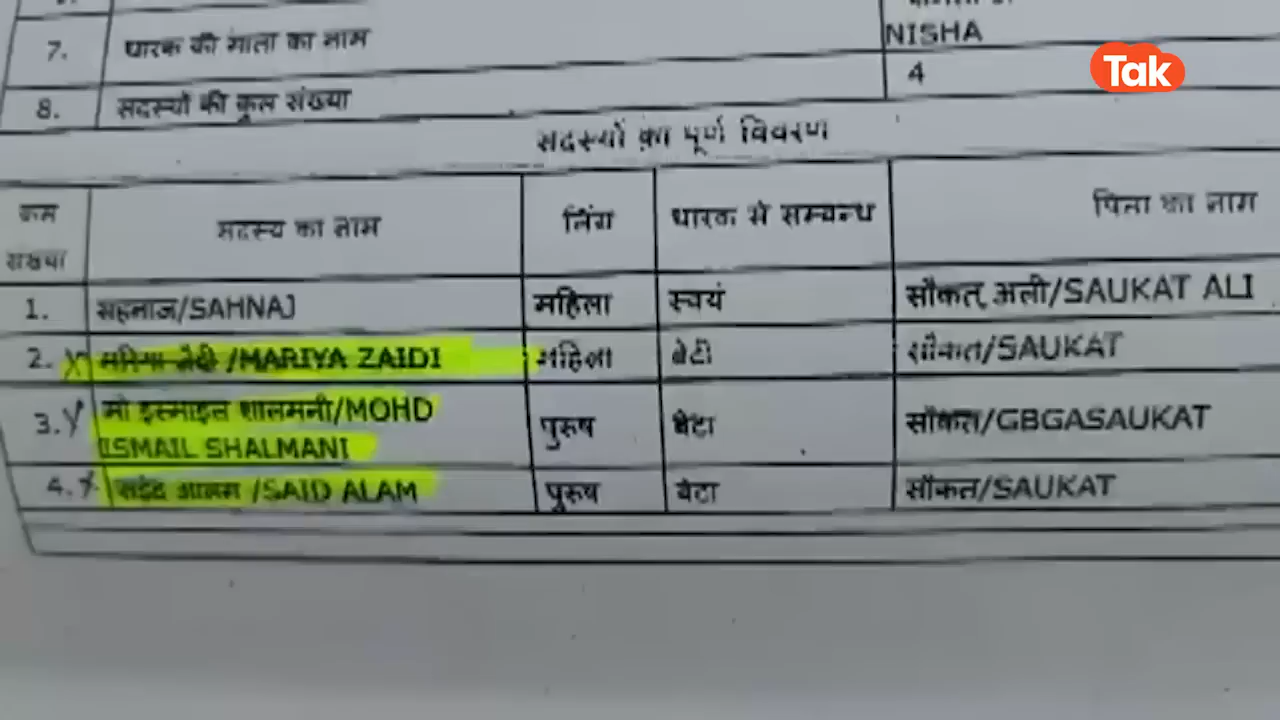 NISHA
Tak
7. धारक की माता का नाम
4
8. सदस्यों की कुल संख्या
सदस्यों का पूर्ण विवरण
क्रम संख्या सदस्य का नाम लिंग धारक से सम्बन्ध पिता का नाम
1. सहनाज/SAHNAJ महिला स्वयं सौकत् अली/SAUKAT ALI
2. /MARIYA ZAIDI महिला बेटी सौकत/SAUKAT
3. मो इस्माइल शालमनी/MOHD ISMAIL SHALMANI पुरुष बेटा सौकत/GBGASAUKAT
4. सईद आलम /SAID ALAM पुरुष बेटा सौकत/SAUKAT